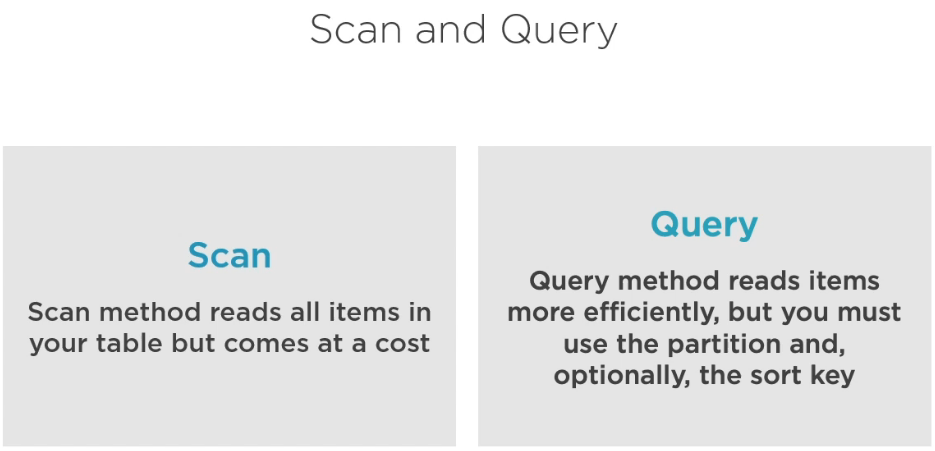 Scan and Query
Scan
Scan method reads all items in
your table but comes at a cost
Query
Query method reads items
more efficiently, but you must
use the partition and,
optionally, the sort key